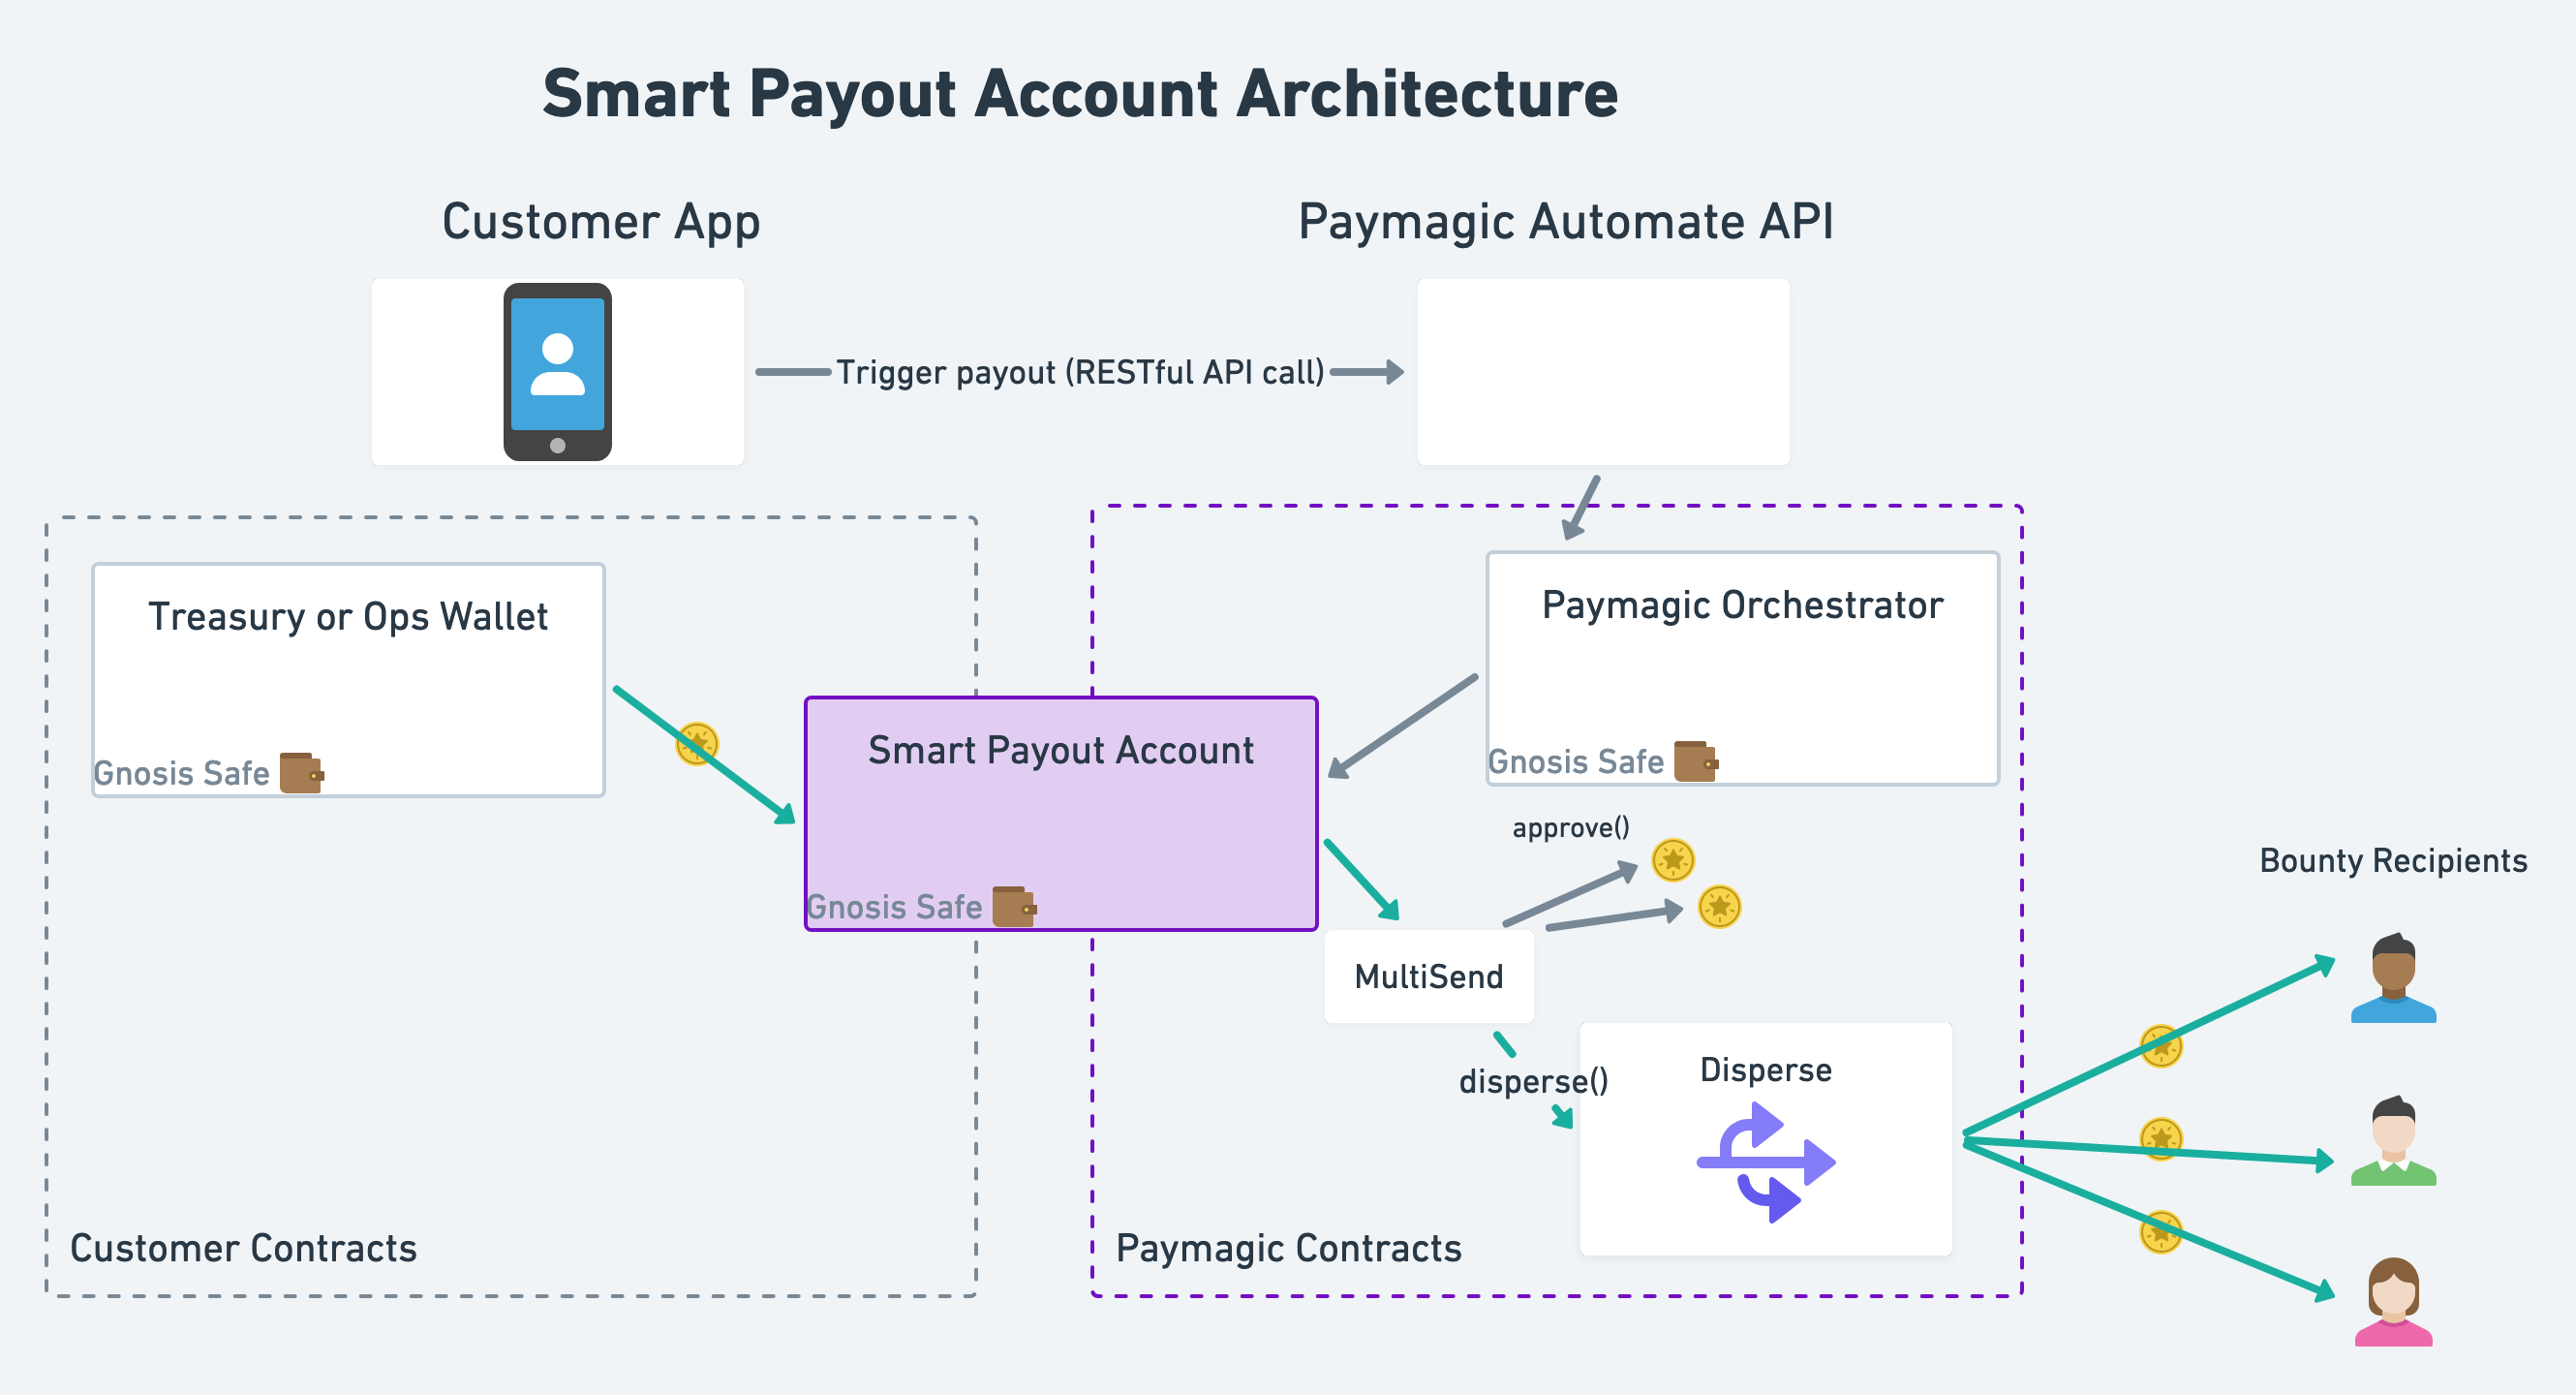 Smart Payout Account Architecture
Customer App
Paymagic Automate API
Trigger payout (RESTful API call)
Treasury or Ops Wallet
Gnosis Safe
Paymagic Orchestrator
Gnosis Safe
Smart Payout Account
Gnosis Safe
approve()
MultiSend
disperse()
Disperse
Bounty Recipients
Customer Contracts
Paymagic Contracts